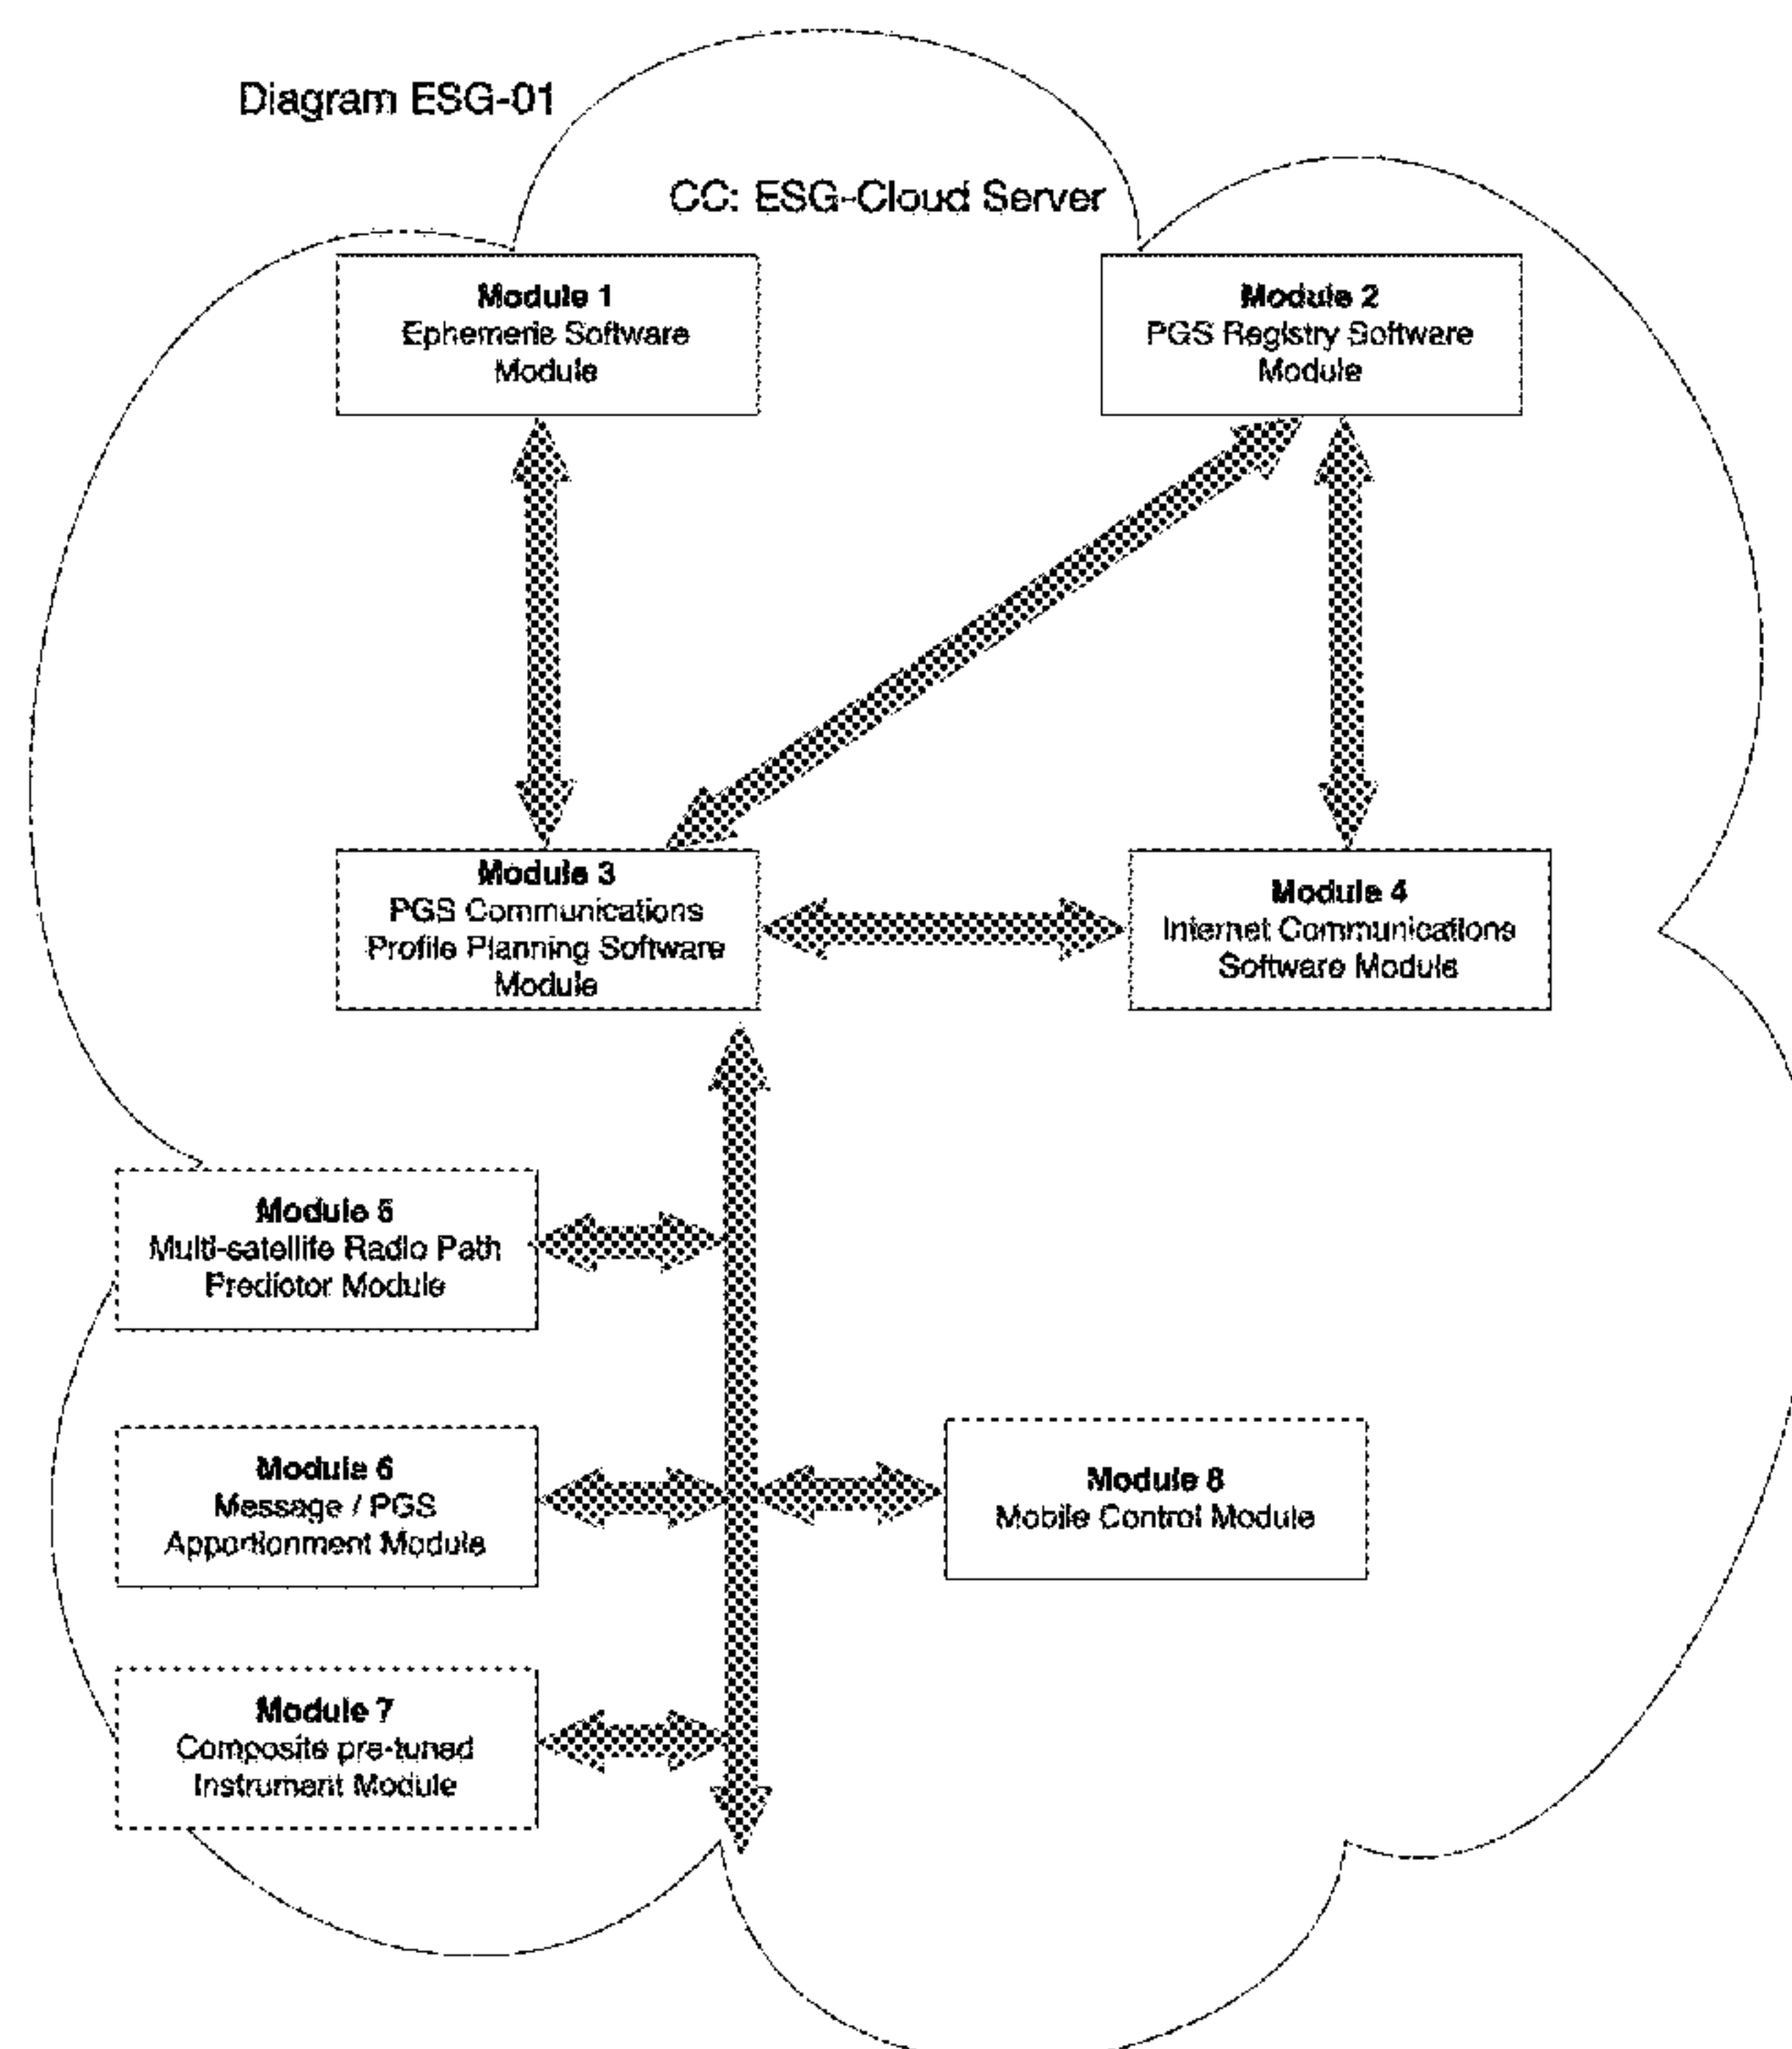 Diagram ESG-01
CC: ESG-Cloud Server
Module 1
Ephemeris Software
Module
Module 2
PGS Registry Software
Module
Module 3
PGS Communications
Profile Planning Software
Module
Module 4
Internet Communications
Software Module
Module 5
Multi-satellite Radio Path
Predictor Module
Module 6
Message / PGS
Apportionment Module
Module 8
Mobile Control Module
Module 7
Composite pre-tuned
Instrument Module